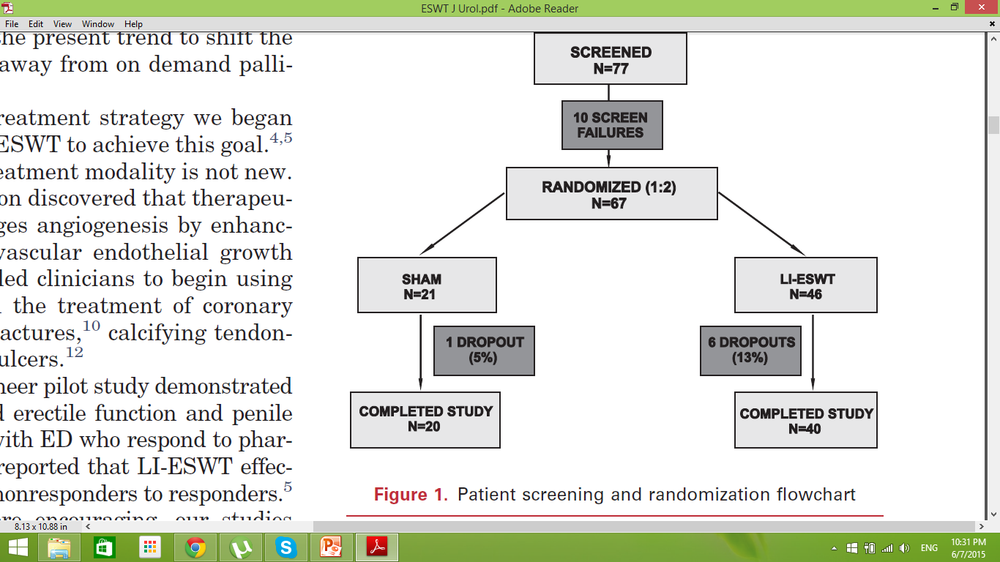 ESWT J Urol.pdf - Adobe Reader
File Edit View Window Help
the present trend to shift the
away from on demand palli-
reatment strategy we began
ESWT to achieve this goal.4,5
eatment modality is not new.
on discovered that therapeu-
ges angiogenesis by enhanc-
vascular endothelial growth
led clinicians to begin using
the treatment of coronary
actures,10 calcifying tendon-
ulcers.12
neer pilot study demonstrated
d erectile function and penile
with ED who respond to phar-
reported that LI-ESWT effec-
nonresponders to responders.5
re encouraging, our studies
SCREENED
N=77
10 SCREEN
FAILURES
RANDOMIZED (1:2)
N=67
SHAM
N=21
LI-ESWT
N=46
1 DROPOUT
(5%)
6 DROPOUTS
(13%)
COMPLETED STUDY
N=20
COMPLETED STUDY
N=40
Figure 1. Patient screening and randomization flowchart
8.13 x 10.88 in
ENG
10:31 PM
6/7/2015